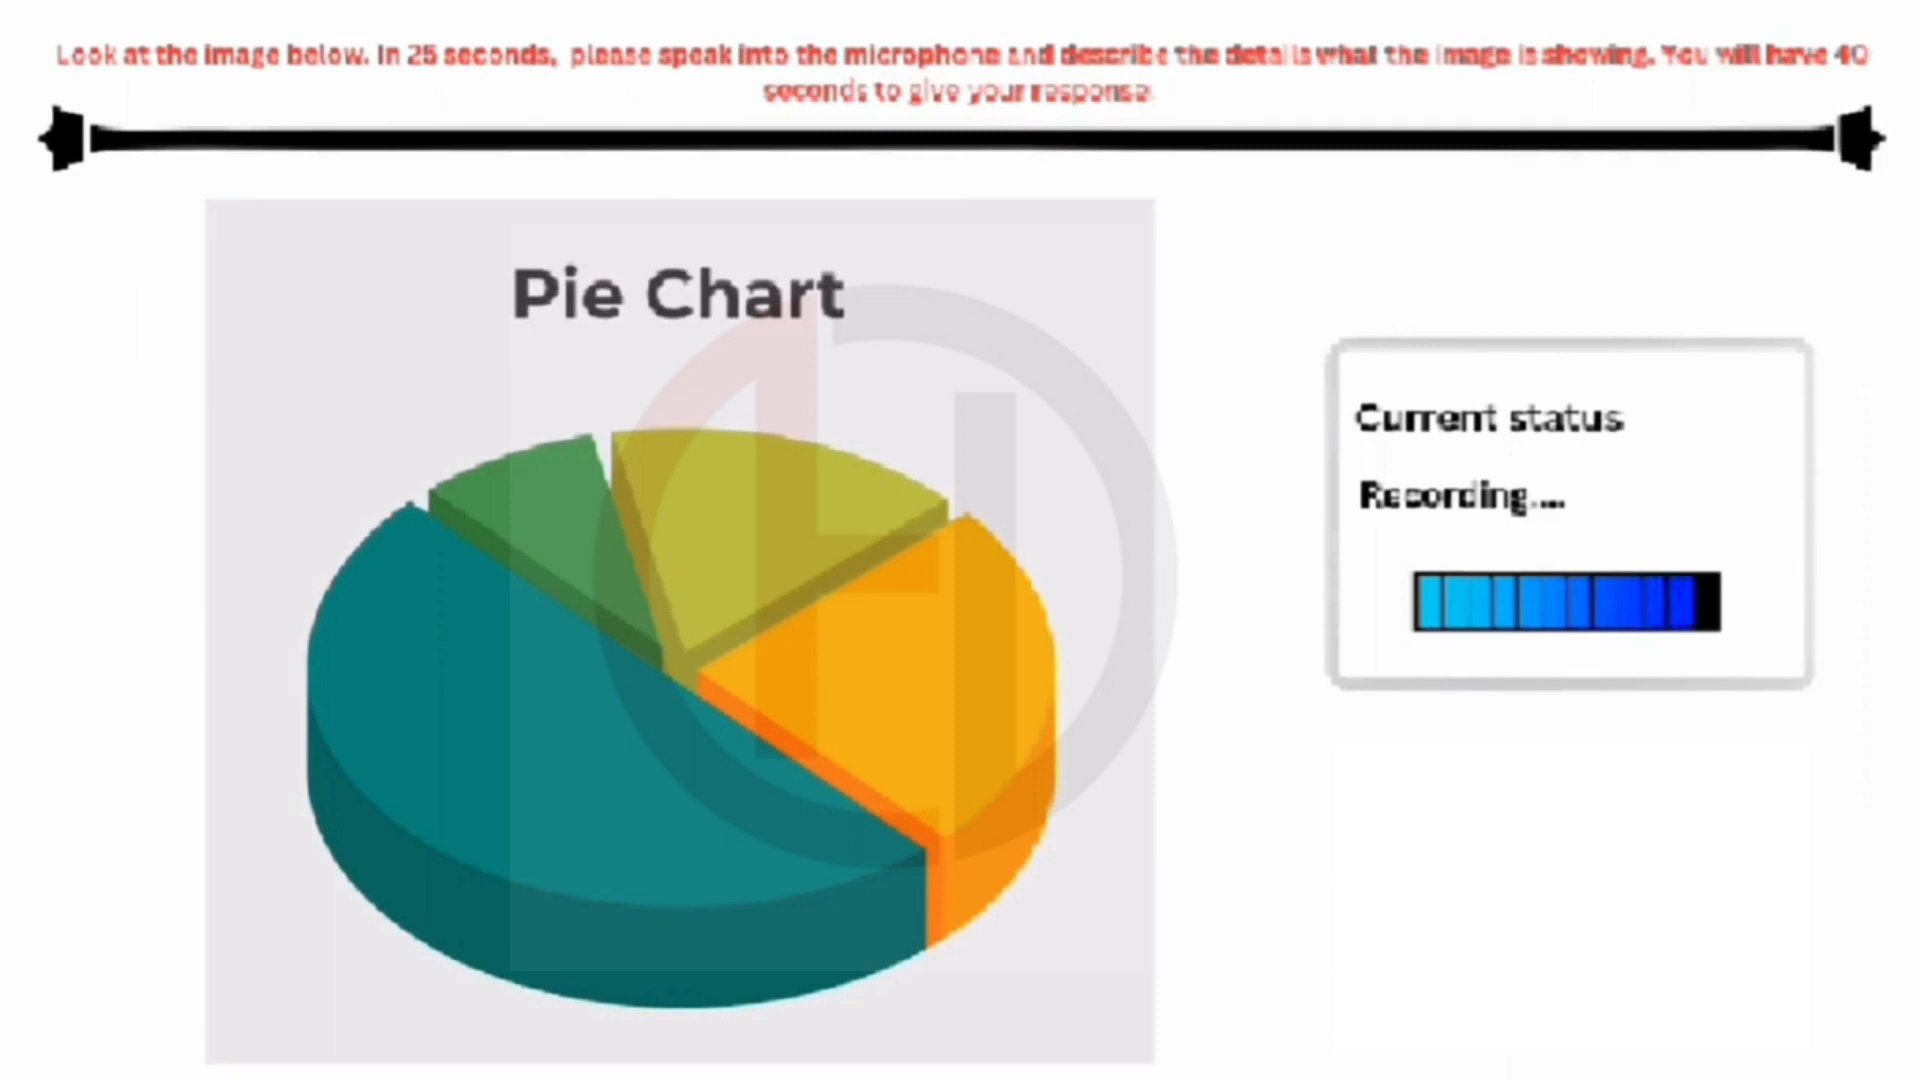 Look at the image below. In 25 seconds, please speak into the microphone and describe the details what the image is showing. You will have 40
seconds to give your response.
Pie Chart
Current status
Recording....